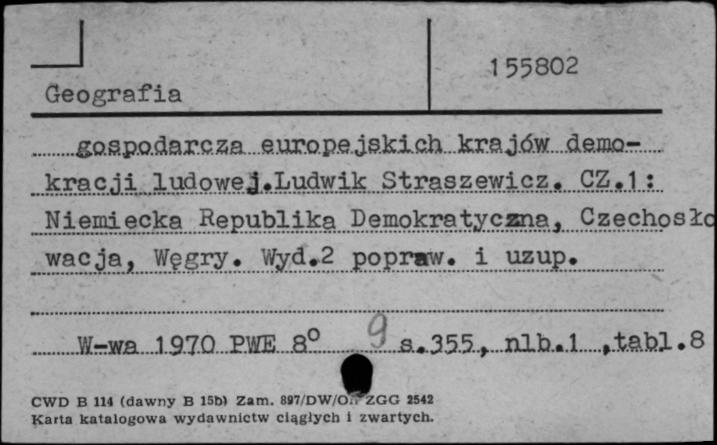 155802
Geografia
gospodarcza europejskich krajów demo-
kracji ludowej.Ludwik Straszewicz. CZ.1:
Niemiecka Republika Demokratyczna, Czechosło
wacja, Węgry. Wyd.2 popraw. i uzup.
W-wa 1970 PWE 8° 9 s.355, nlb.1 ,tabl.8
CWD B 114 (dawny B 15b) Zam. 897/DW/O. ZGG 2542
Karta katalogowa wydawnictw ciągłych i zwartych.